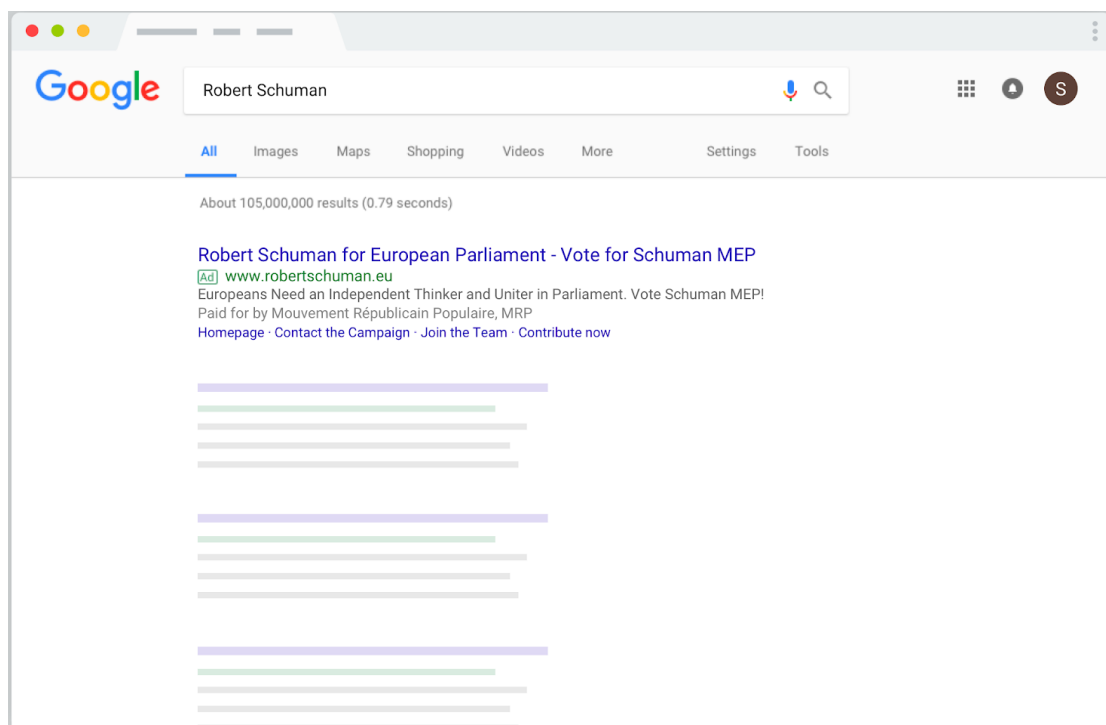 Google
Robert Schuman
S
All Images Maps Shopping Videos More Settings Tools
About 105,000,000 results (0.79 seconds)
Robert Schuman for European Parliament - Vote for Schuman MEP
Ad www.robertschuman.eu
Europeans Need an Independent Thinker and Uniter in Parliament. Vote Schuman MEP!
Paid for by Mouvement Républicain Populaire, MRP
Homepage · Contact the Campaign · Join the Team · Contribute now